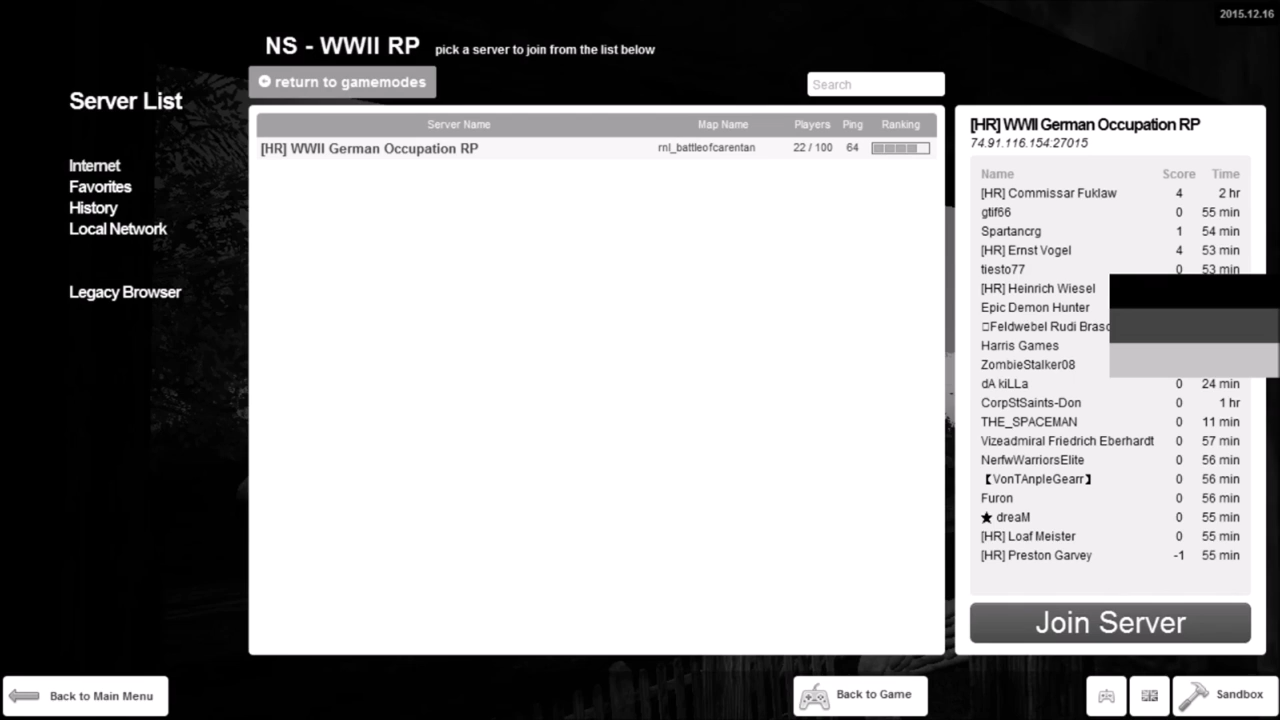 2015.12.16
NS - WWII RP pick a server to join from the list below
return to gamemodes
Search
Server List
Internet
Favorites
History
Local Network
Legacy Browser
Server Name Map Name Players Ping Ranking
[HR] WWII German Occupation RP rnl_battleofcarentan 22 / 100 64
[HR] WWII German Occupation RP
74.91.116.154:27015
Name Score Time
[HR] Commissar Fuklaw 4 2 hr
gtif66 0 55 min
Spartancrg 1 54 min
[HR] Ernst Vogel 4 53 min
tiesto77 0 53 min
[HR] Heinrich Wiesel
Epic Demon Hunter
Feldwebel Rudi
Harris Games
ZombieStalker08
dA kiLLa 0 24 min
CorpStSaints-Don 0 1 hr
THE_SPACEMAN 0 11 min
Vizeadmiral Friedrich Eberhardt 0 57 min
NerfwWarriorsElite 0 56 min
【VonTAnpleGearr】 0 56 min
Furon 0 56 min
★ dreaM 0 55 min
[HR] Loaf Meister 0 55 min
[HR] Preston Garvey -1 55 min
Join Server
Back to Main Menu
Back to Game
Sandbox